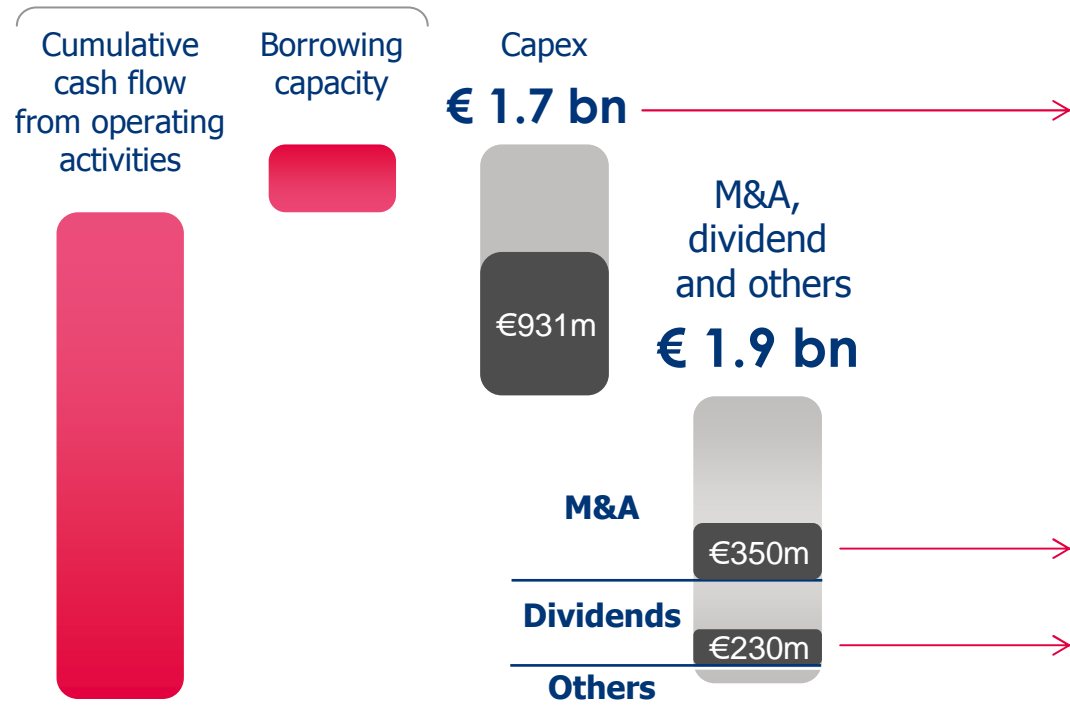 Cumulative
cash flow
from operating
activities
Borrowing
capacity
Capex
€ 1.7 bn
€931m
M&A,
dividend
and others
€ 1.9 bn
M&A
€350m
Dividends
€230m
Others